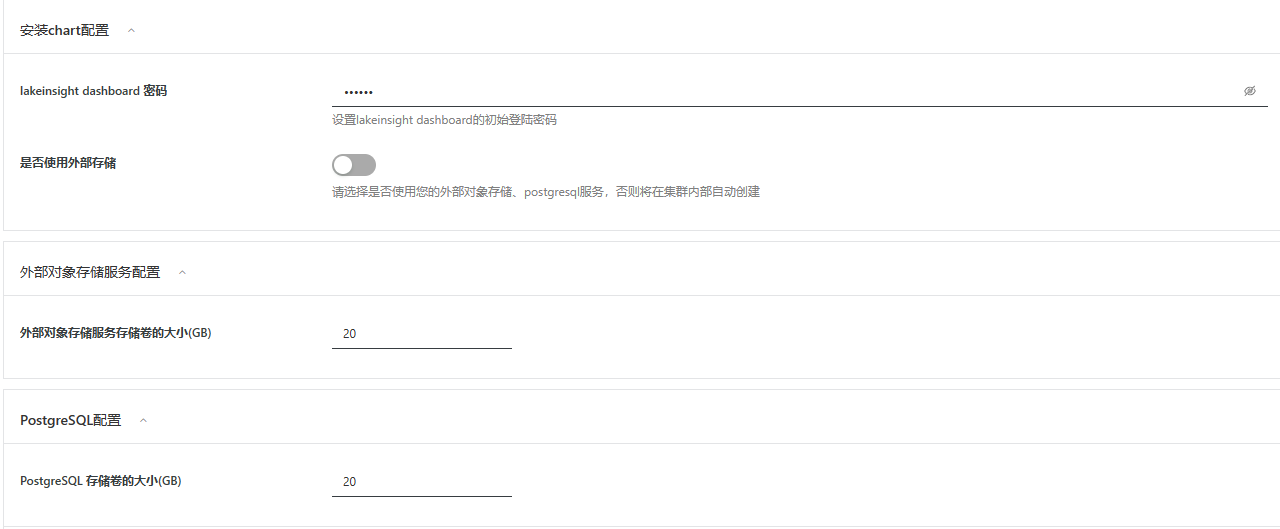 安装chart配置
lakeinsight dashboard 密码
••••••
设置lakeinsight dashboard的初始登陆密码
是否使用外部存储
请选择是否使用您的外部对象存储、postgresql服务，否则将在集群内部自动创建
外部对象存储服务配置
外部对象存储服务存储卷的大小(GB)
20
PostgreSQL配置
PostgreSQL 存储卷的大小(GB)
20